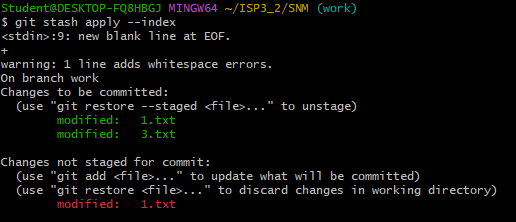 Student@DESKTOP-FQ8HBGJ MINGW64 ~/ISP3_2/SNM (work)
$ git stash apply --index
<stdin>:9: new blank line at EOF.
+
warning: 1 line adds whitespace errors.
On branch work
Changes to be committed:
  (use "git restore --staged <file>..." to unstage)
        modified:   1.txt
        modified:   3.txt

Changes not staged for commit:
  (use "git add <file>..." to update what will be committed)
  (use "git restore <file>..." to discard changes in working directory)
        modified:   1.txt